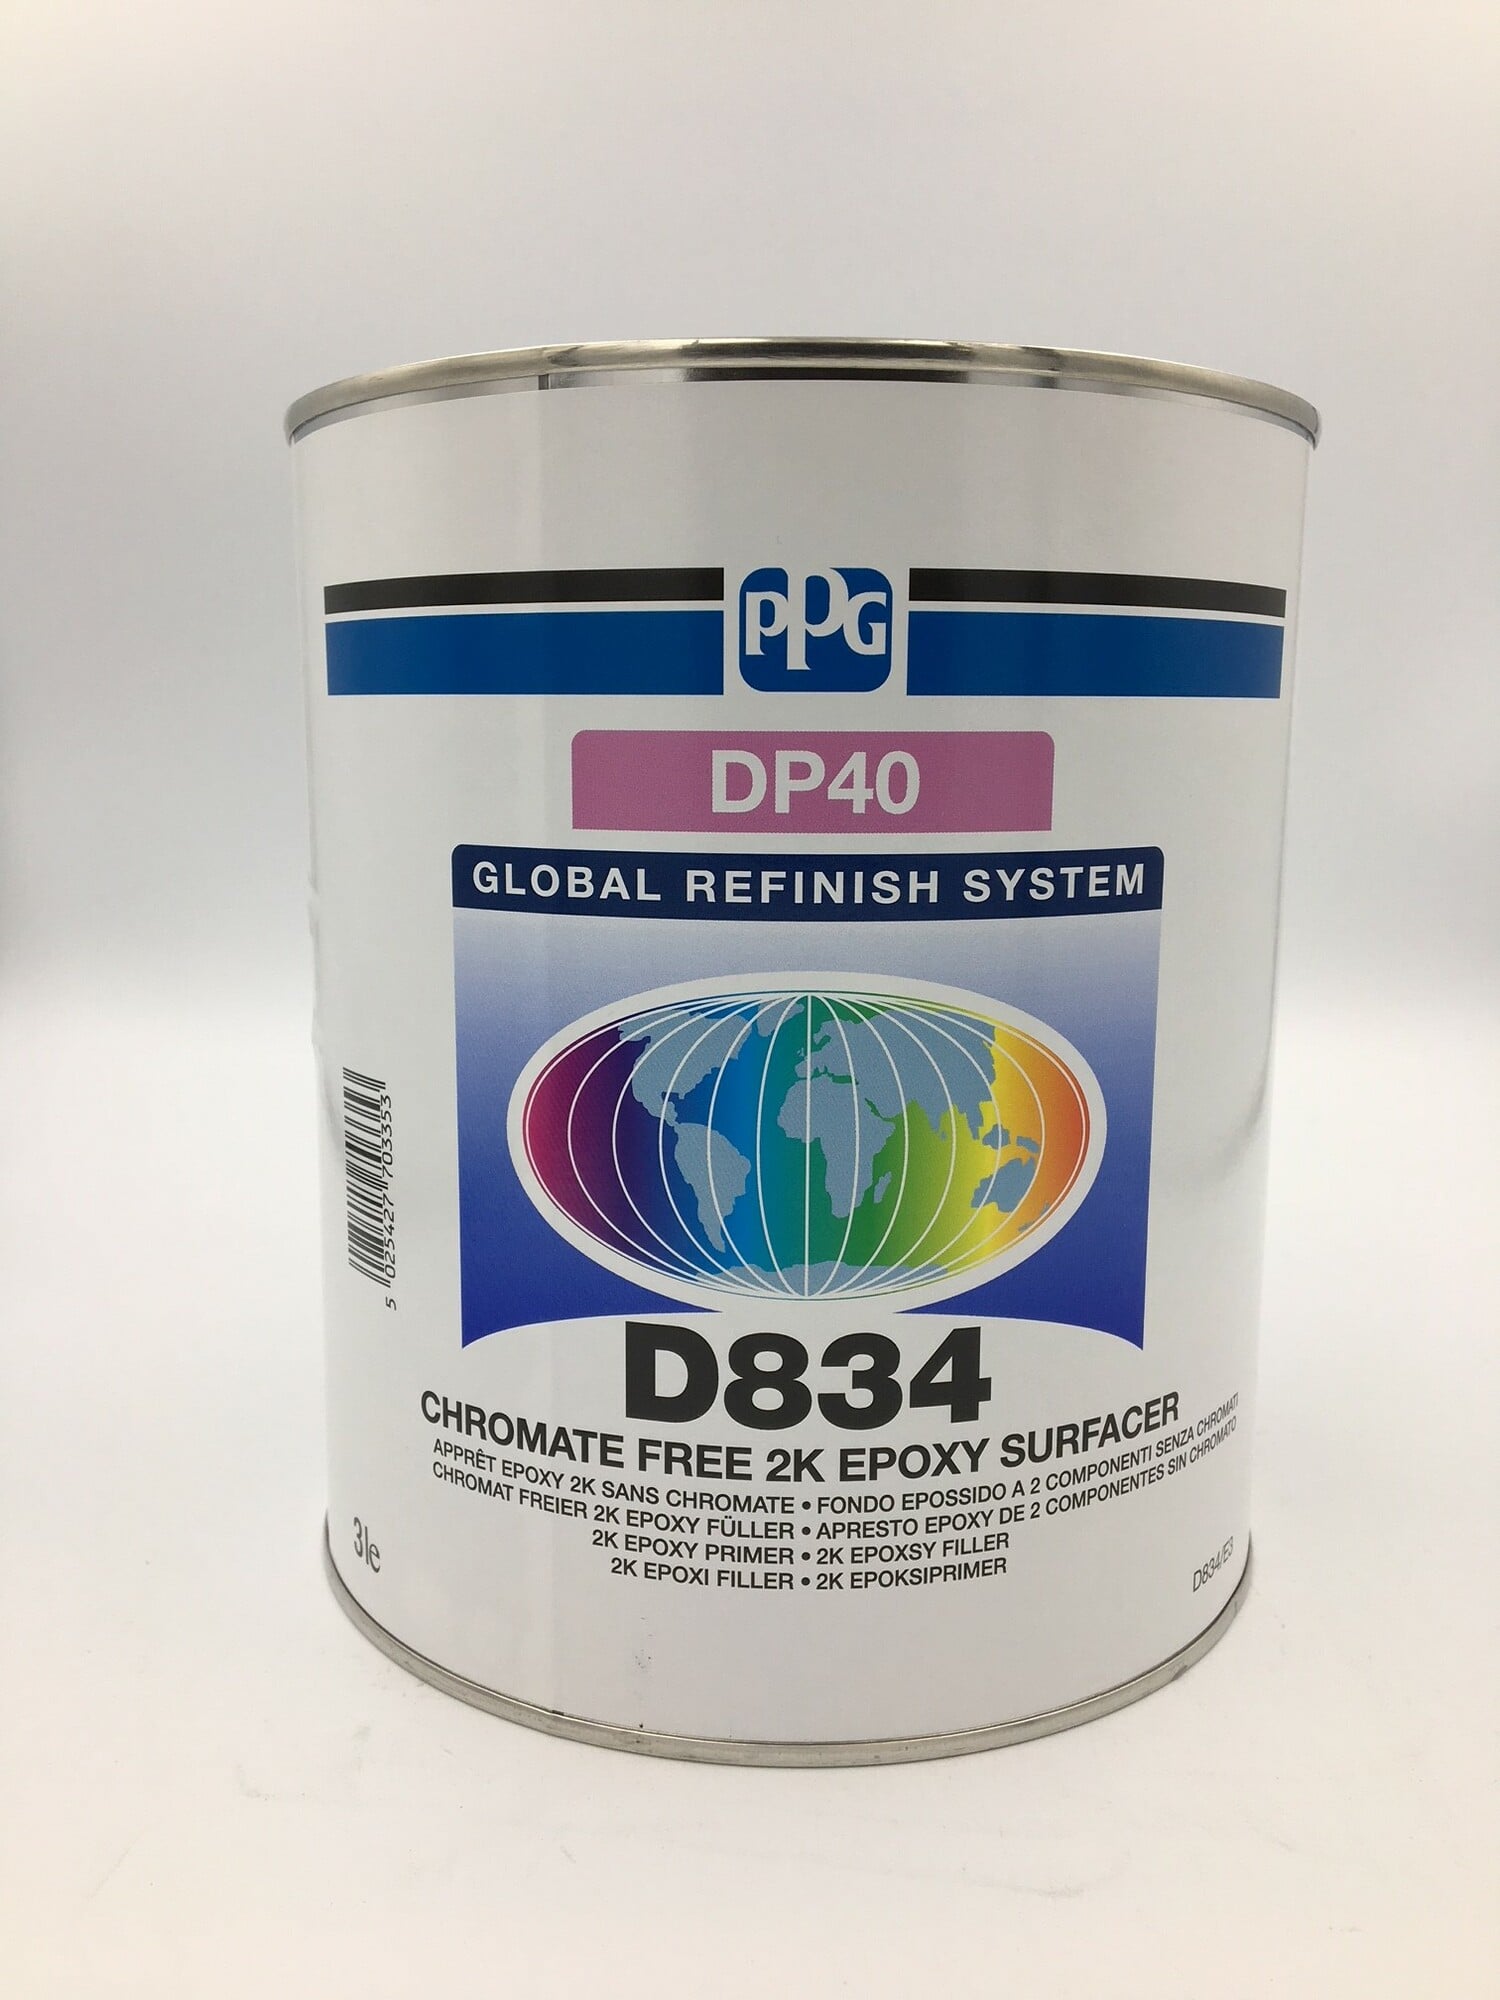 PPG
DP40
GLOBAL REFINISH SYSTEM
D834
CHROMATE FREE 2K EPOXY SURFACER
APPRÊT EPOXY 2K SANS CHROMATE • FONDO EPOSSIDO A 2 COMPONENTI SENZA CHROMATI
CHROMAT FREIER 2K EPOXY FÜLLER • APRESTO EPOXY DE 2 COMPONENTES SIN CHROMATO
2K EPOXY PRIMER • 2K EPOXSY FILLER
2K EPOXI FILLER • 2K EPOKSIPRIMER
5 025427 703353
3l℮
D834/E3